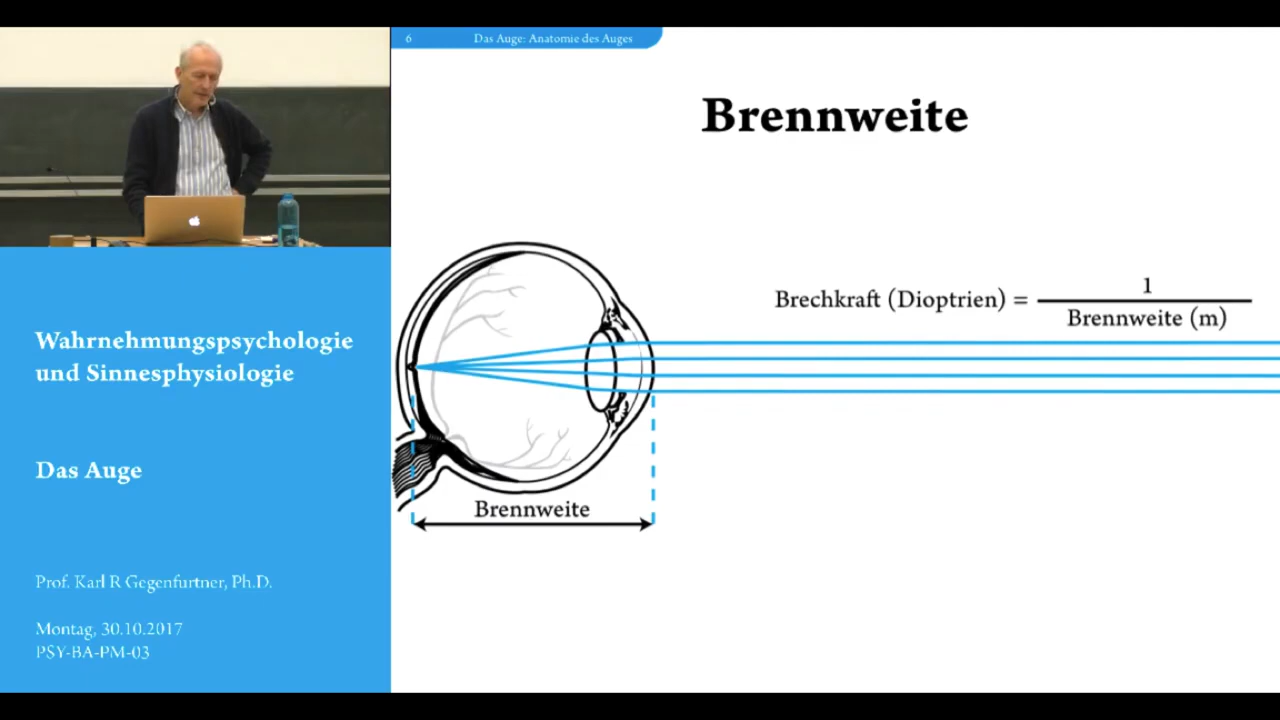 6 Das Auge: Anatomie des Auges
Brennweite
Brechkraft (Dioptrien) = 1
Brennweite (m)
Brennweite
Wahrnehmungspsychologie
und Sinnesphysiologie
Das Auge
Prof. Karl R Gegenfurtner, Ph.D.
Montag, 30.10.2017
PSY-BA-PM-03